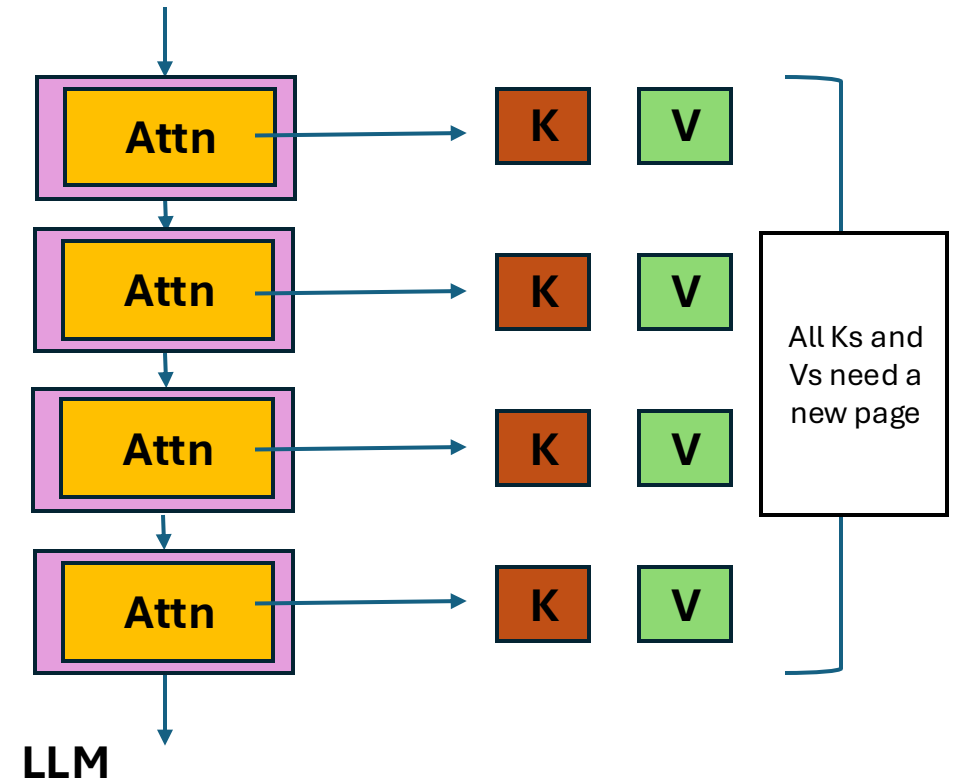 Attn
K
V
Attn
K
V
All Ks and
Vs need a
new page
Attn
K
V
Attn
K
V
LLM